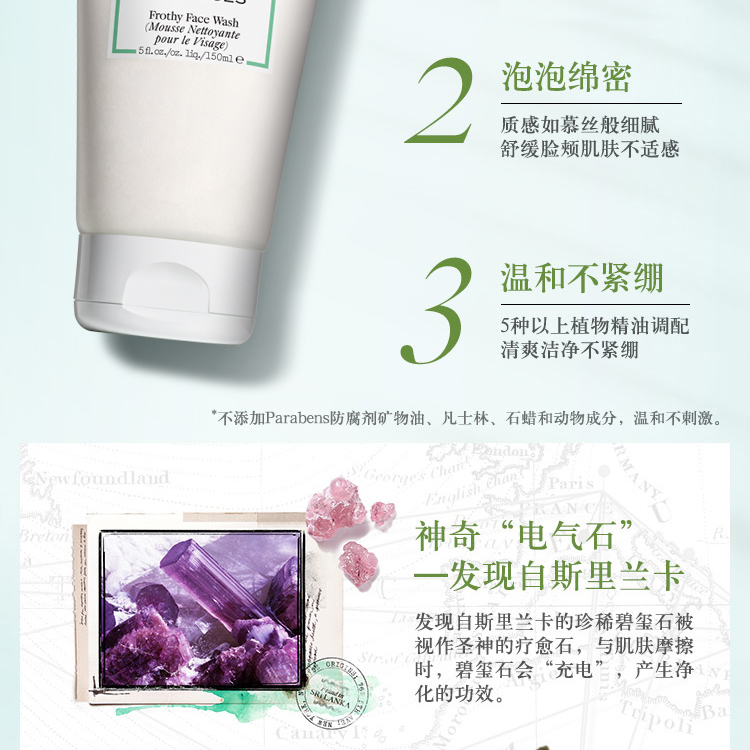 Frothy Face Wash
(Mousse Nettoyante
pour le Visage)
5 fl.oz./oz. liq./150ml e
2
泡泡绵密
质感如慕丝般细腻
舒缓脸颊肌肤不适感
3
温和不紧绷
5种以上植物精油调配
清爽洁净不紧绷
*不添加Parabens防腐剂矿物油、凡士林、石蜡和动物成分，温和不刺激。
Newfoundland
London
St.George's Chan
English chan
Paris
FRANCE
神奇“电气石”
—发现自斯里兰卡
发现自斯里兰卡的珍稀碧玺石被
视作圣神的疗愈石，与肌肤摩擦
时，碧玺石会“充电”，产生净
化的功效。
SRI LANKA
Tripoli